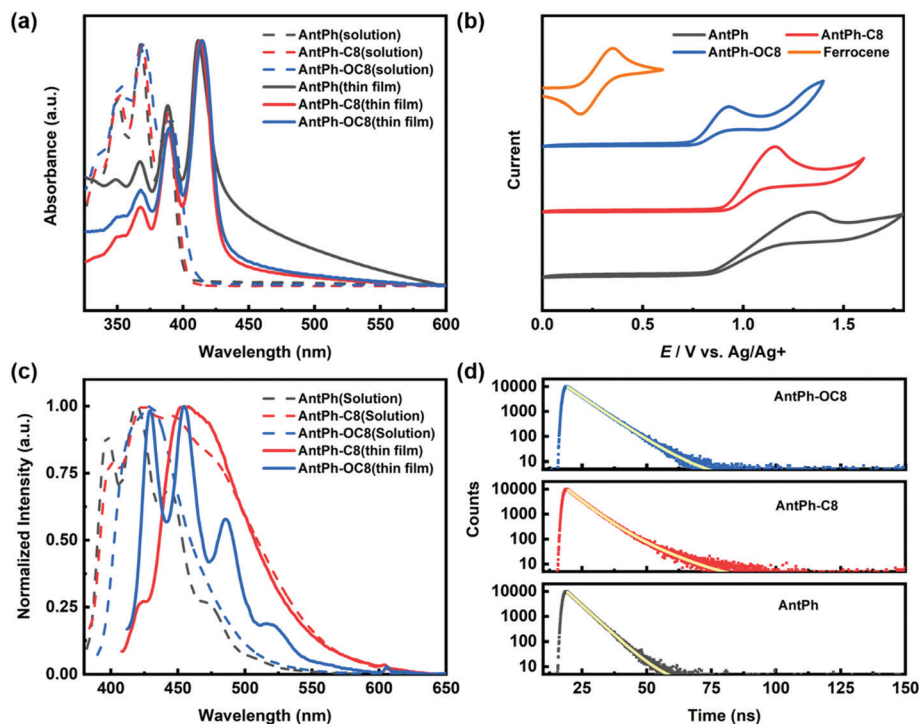 (a)
AntPh(solution)
AntPh-C8(solution)
AntPh-OC8(solution)
AntPh(thin film)
AntPh-C8(thin film)
AntPh-OC8(thin film)
Absorbance (a.u.)
350 400 450 500 550 600
Wavelength (nm)
(b)
AntPh AntPh-C8
AntPh-OC8 Ferrocene
Current
0.0 0.5 1.0 1.5
E / V vs. Ag/Ag+
(c)
AntPh(Solution)
AntPh-C8(Solution)
AntPh-OC8(Solution)
AntPh-C8(thin film)
AntPh-OC8(thin film)
Normalized Intensity (a.u.)
1.00
0.75
0.50
0.25
0.00
400 450 500 550 600 650
Wavelength (nm)
(d)
AntPh-OC8
10000
1000
100
10
AntPh-C8
10000
1000
100
10
AntPh
10000
1000
100
10
Counts
25 50 75 100 125 150
Time (ns)